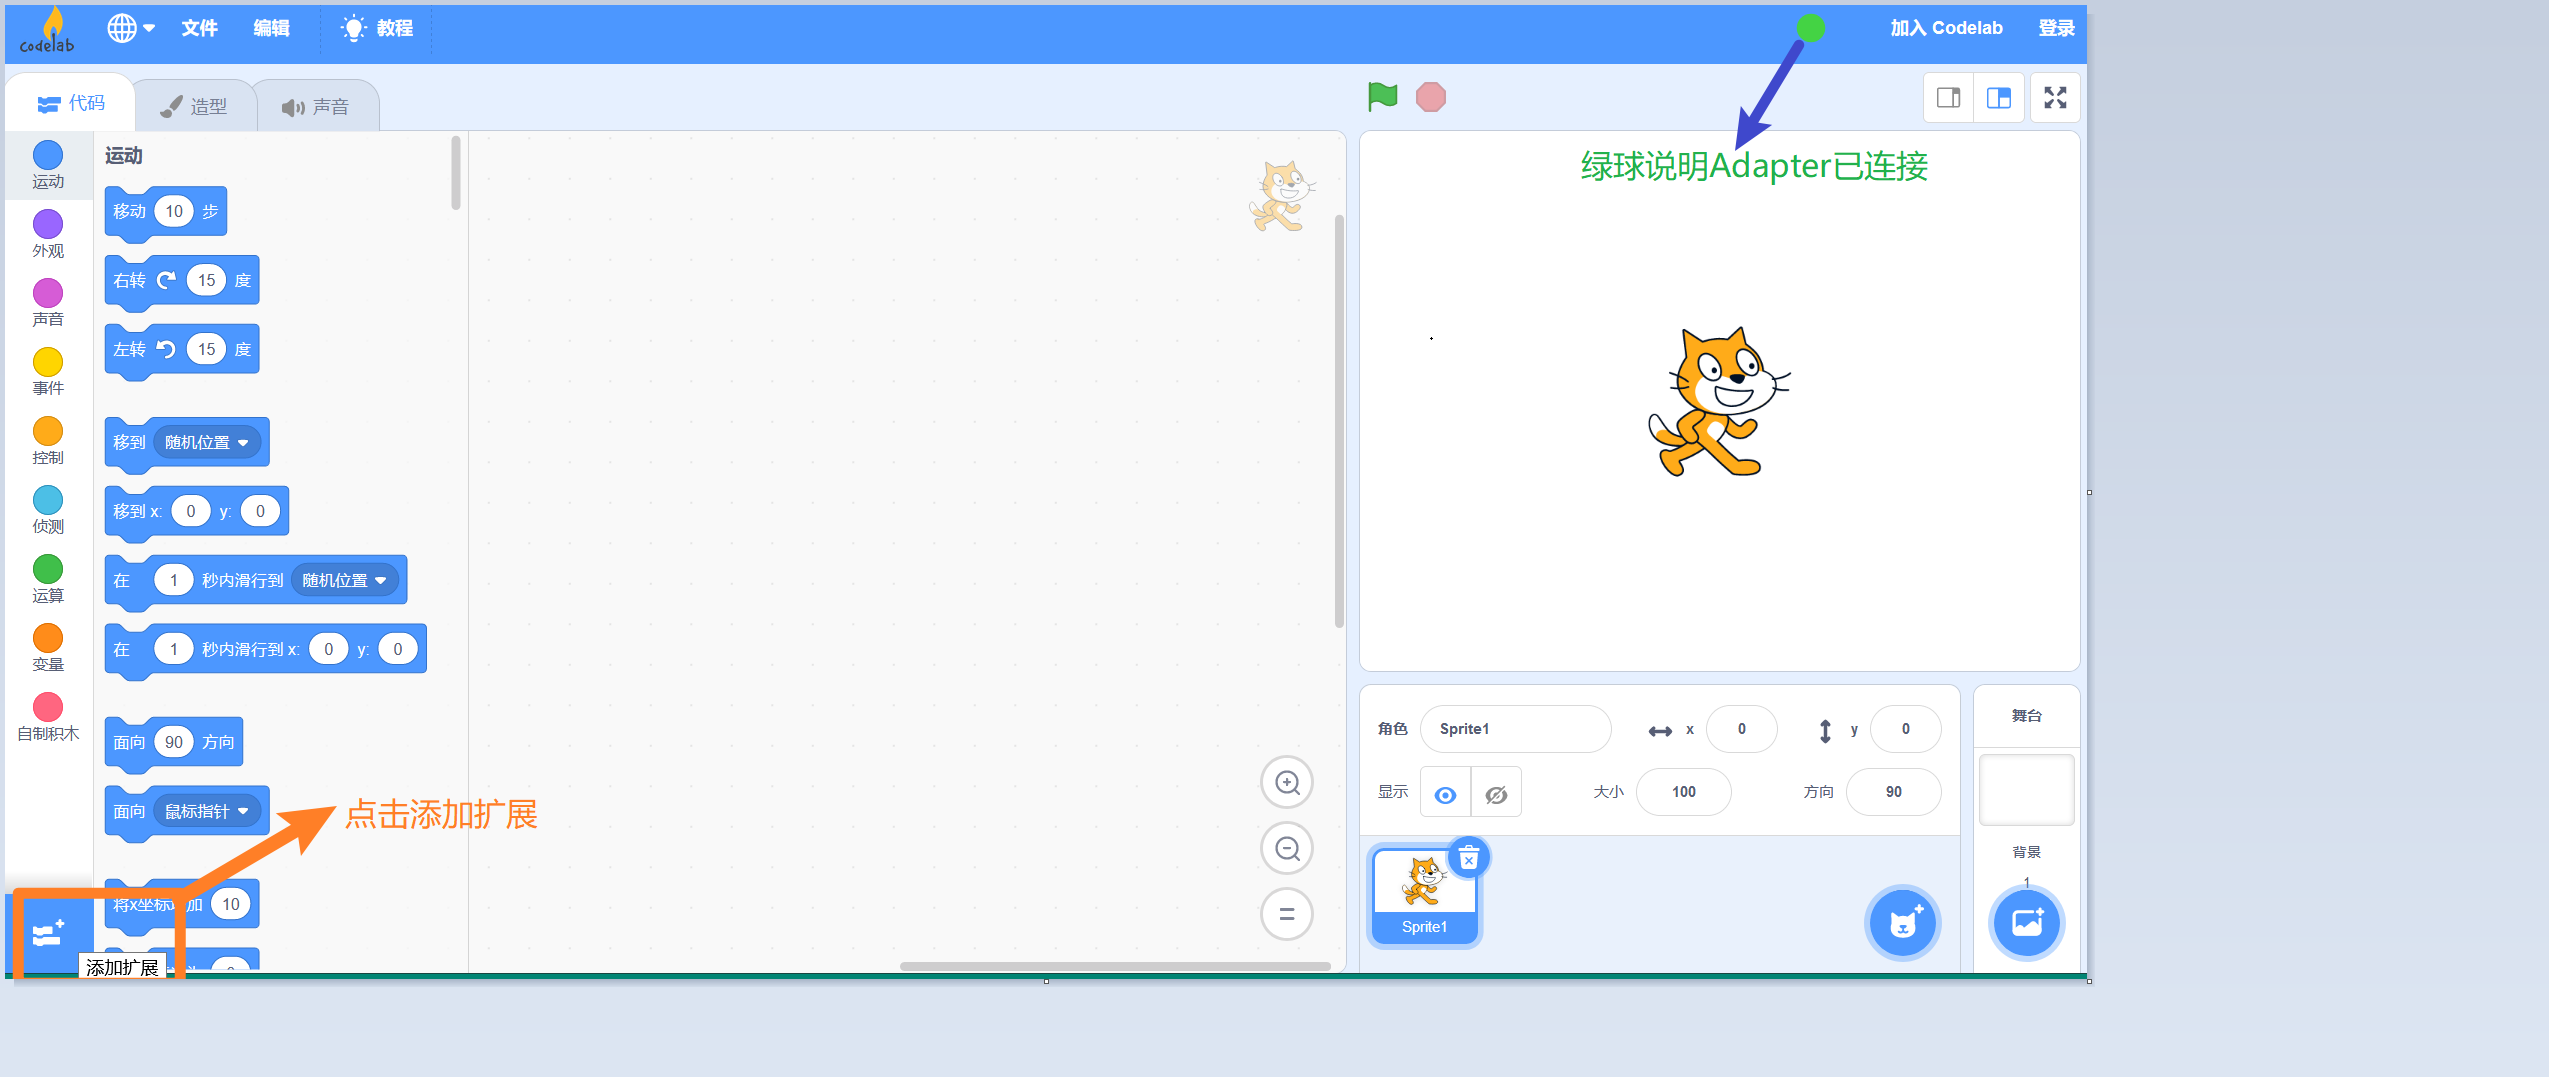 codelab
文件
编辑
教程
加入 Codelab
登录
代码
造型
声音
运动
外观
声音
事件
控制
侦测
运算
变量
自制积木
运动
移动 10 步
右转 15 度
左转 15 度
移到 随机位置
移到 x: 0 y: 0
在 1 秒内滑行到 随机位置
在 1 秒内滑行到 x: 0 y: 0
面向 90 方向
面向 鼠标指针
点击添加扩展
将x坐标 加 10
添加扩展
绿球说明Adapter已连接
角色 Sprite1 x 0 y 0
显示 大小 100 方向 90
Sprite1
舞台
背景
1